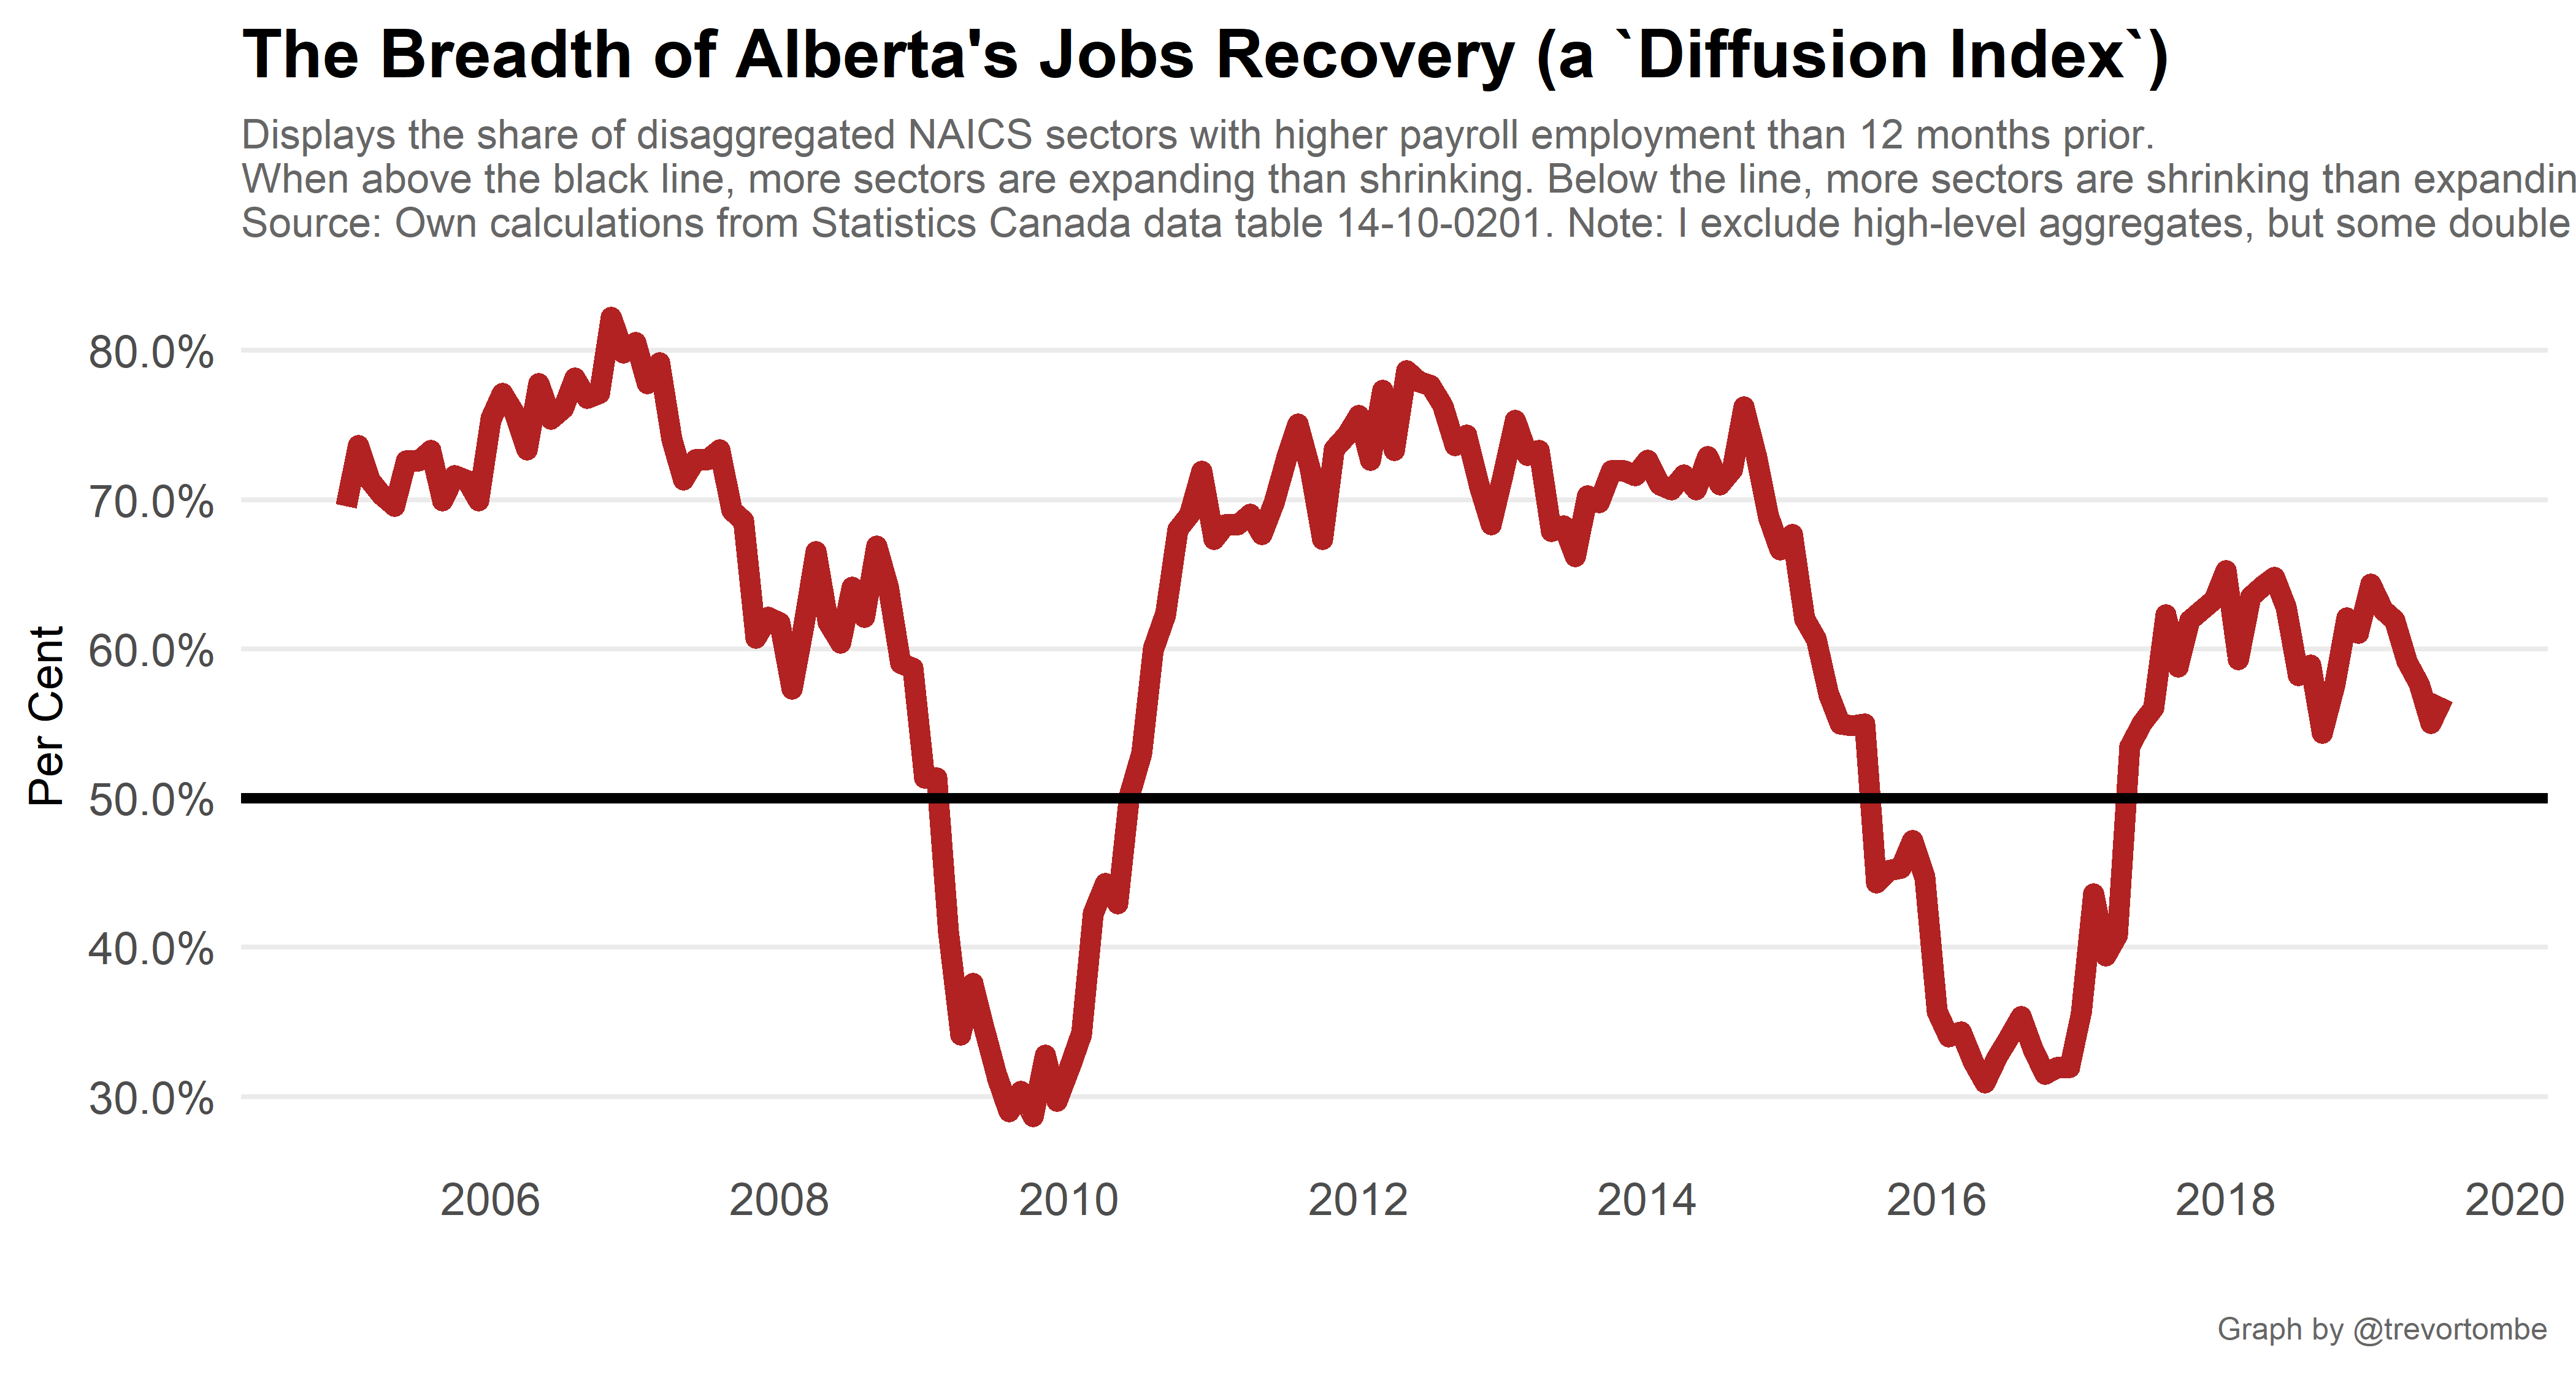 The Breadth of Alberta's Jobs Recovery (a `Diffusion Index`)
Displays the share of disaggregated NAICS sectors with higher payroll employment than 12 months prior.
When above the black line, more sectors are expanding than shrinking. Below the line, more sectors are shrinking than expandin
Source: Own calculations from Statistics Canada data table 14-10-0201. Note: I exclude high-level aggregates, but some double
Per Cent
80.0%
70.0%
60.0%
50.0%
40.0%
30.0%
2006 2008 2010 2012 2014 2016 2018 2020
Graph by @trevortombe